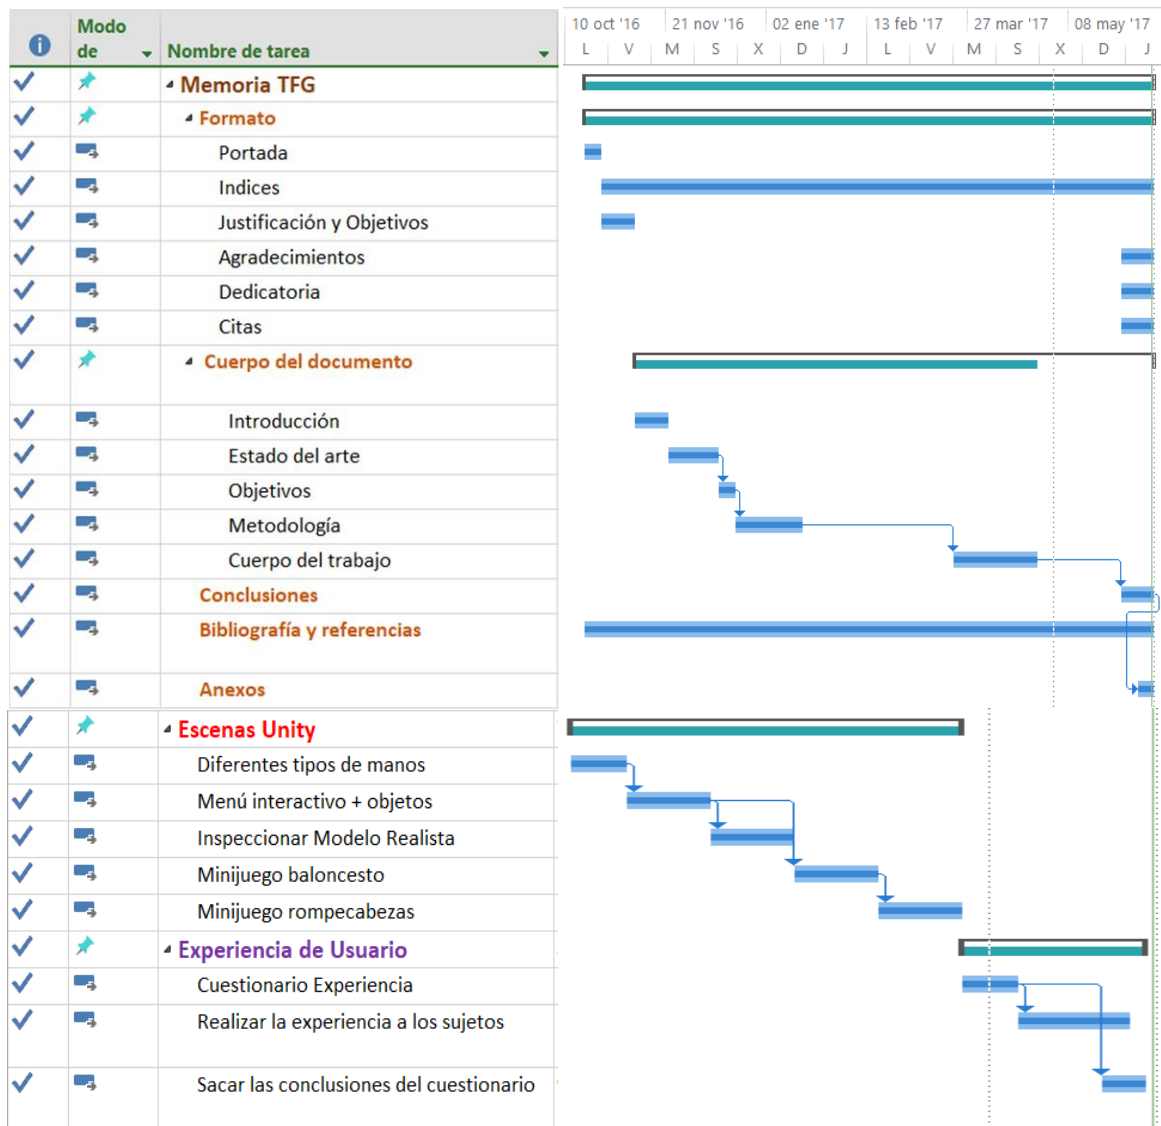 Modo
de
Nombre de tarea
10 oct '16 21 nov '16 02 ene '17 13 feb '17 27 mar '17 08 may '17
L V M S X D J L V M S X D J
Memoria TFG
Formato
Portada
Indices
Justificación y Objetivos
Agradecimientos
Dedicatoria
Citas
Cuerpo del documento
Introducción
Estado del arte
Objetivos
Metodología
Cuerpo del trabajo
Conclusiones
Bibliografía y referencias
Anexos
Escenas Unity
Diferentes tipos de manos
Menú interactivo + objetos
Inspeccionar Modelo Realista
Minijuego baloncesto
Minijuego rompecabezas
Experiencia de Usuario
Cuestionario Experiencia
Realizar la experiencia a los sujetos
Sacar las conclusiones del cuestionario